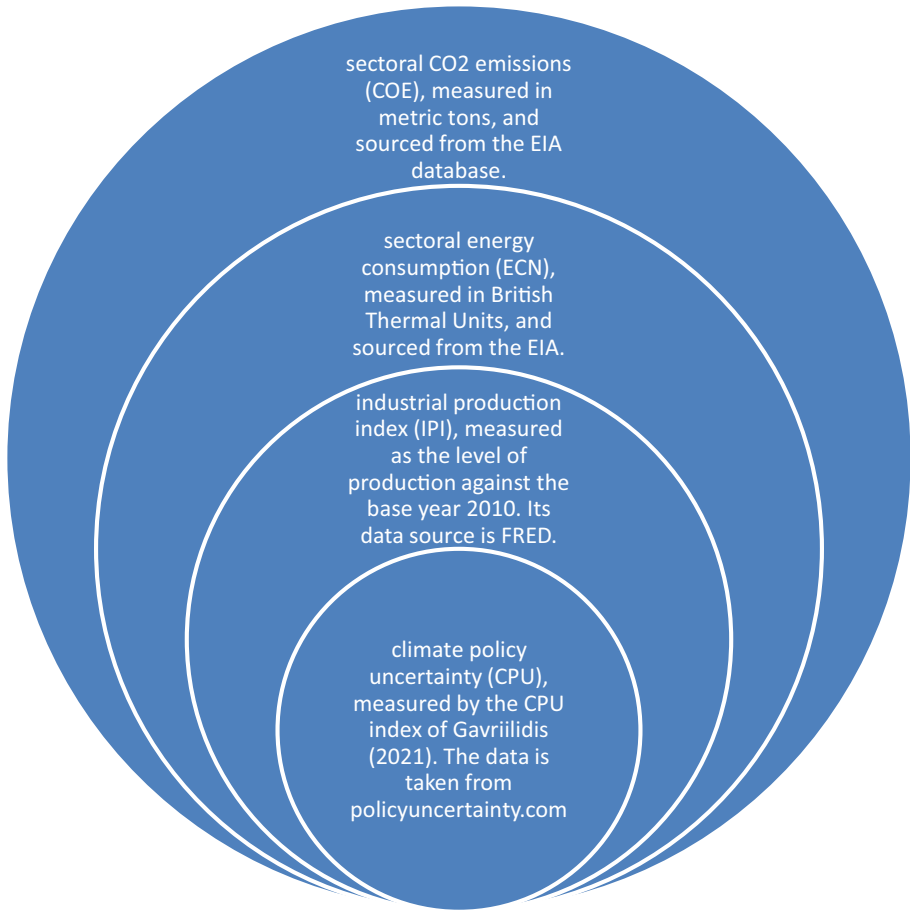 sectoral CO2 emissions
(COE), measured in
metric tons, and
sourced from the EIA
database.
sectoral energy
consumption (ECN),
measured in British
Thermal Units, and
sourced from the EIA.
industrial production
index (IPI), measured
as the level of
production against the
base year 2010. Its
data source is FRED.
climate policy
uncertainty (CPU),
measured by the CPU
index of Gavriilidis
(2021). The data is
taken from
policyuncertainty.com